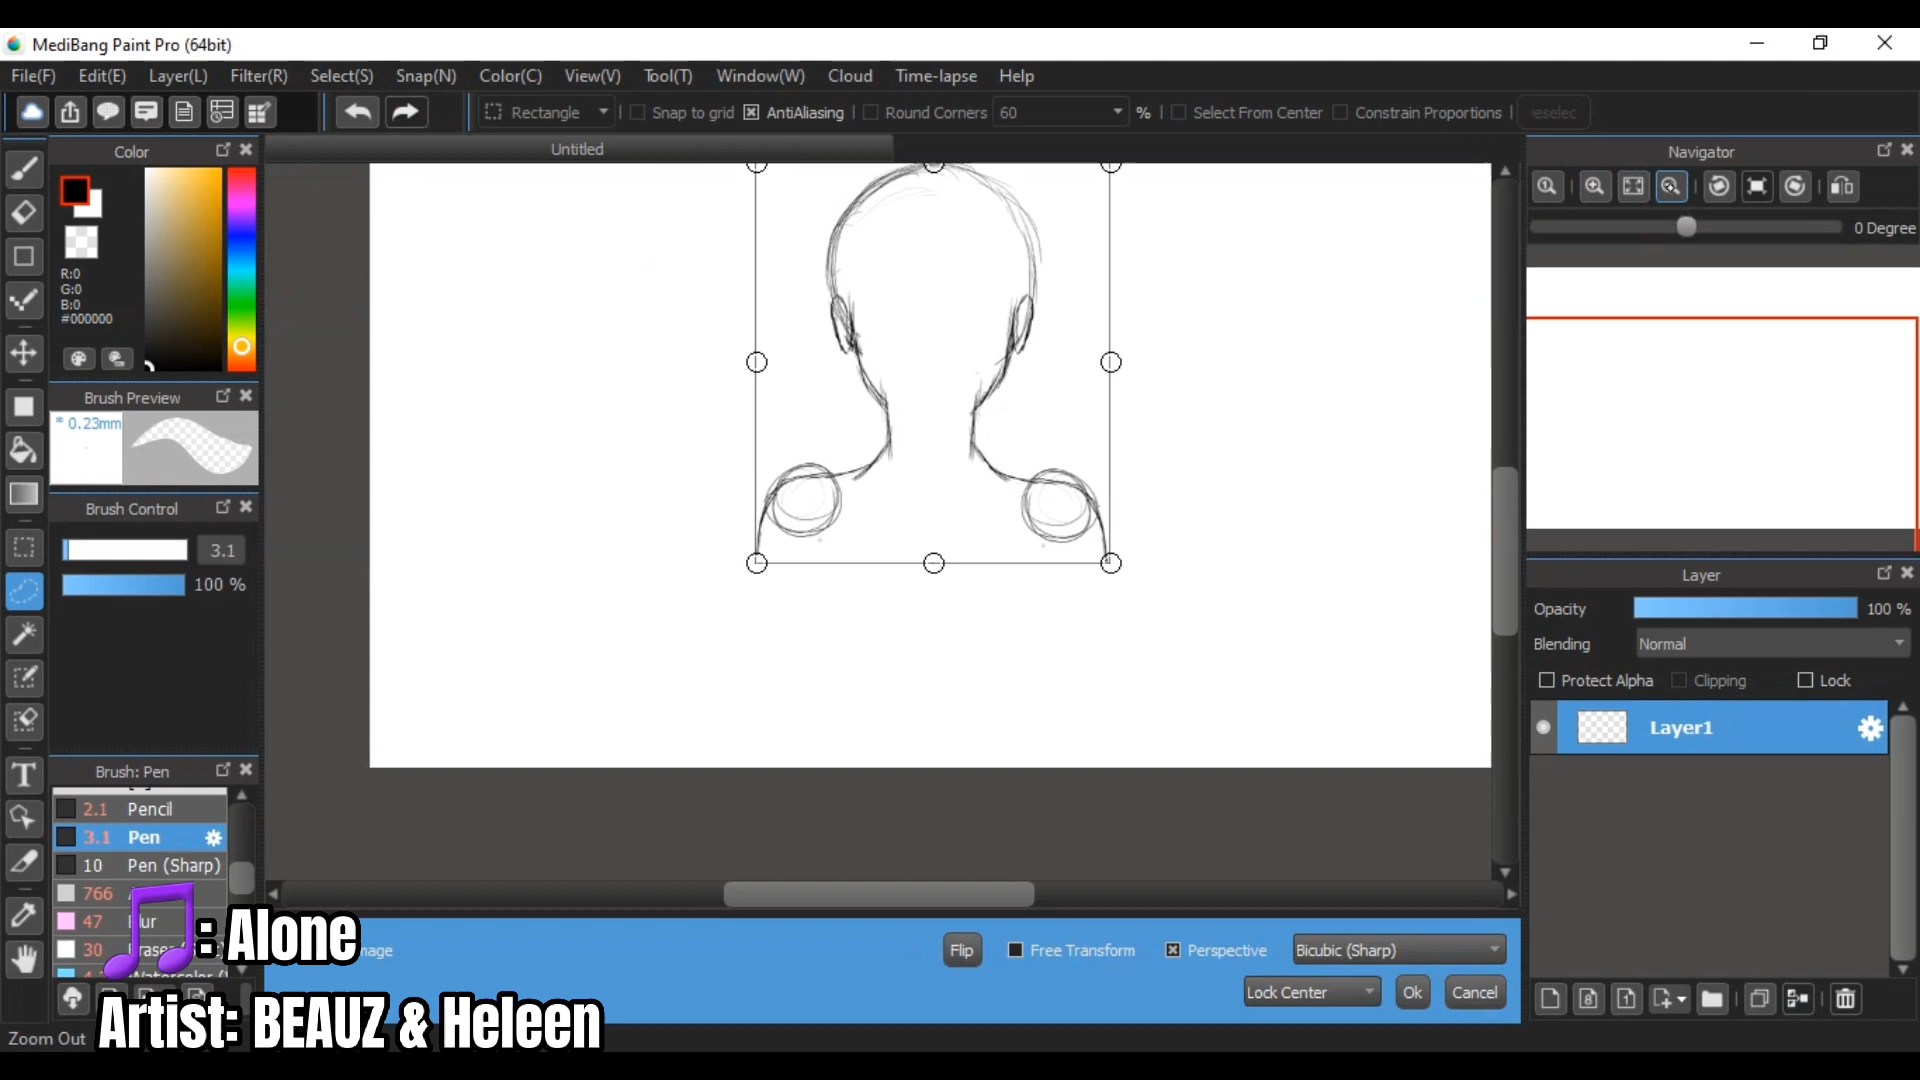 MediBang Paint Pro (64bit)
File(F) Edit(E) Layer(L) Filter(R) Select(S) Snap(N) Color(C) View(V) Tool(T) Window(W) Cloud Time-lapse Help
Rectangle Snap to grid AntiAliasing Round Corners 60 % Select From Center Constrain Proportions
Color
Untitled
Navigator
0 Degree
R:0
G:0
B:0
#000000
Brush Preview
* 0.23mm
Brush Control
3.1
100 %
Layer
Opacity 100 %
Blending Normal
Protect Alpha Clipping Lock
Layer1
Brush: Pen
2.1 Pencil
3.1 Pen
10 Pen (Sharp)
766
47
30
: Alone
Flip Free Transform Perspective Bicubic (Sharp)
Lock Center Ok Cancel
Artist: BEAUZ & Heleen
Zoom Out